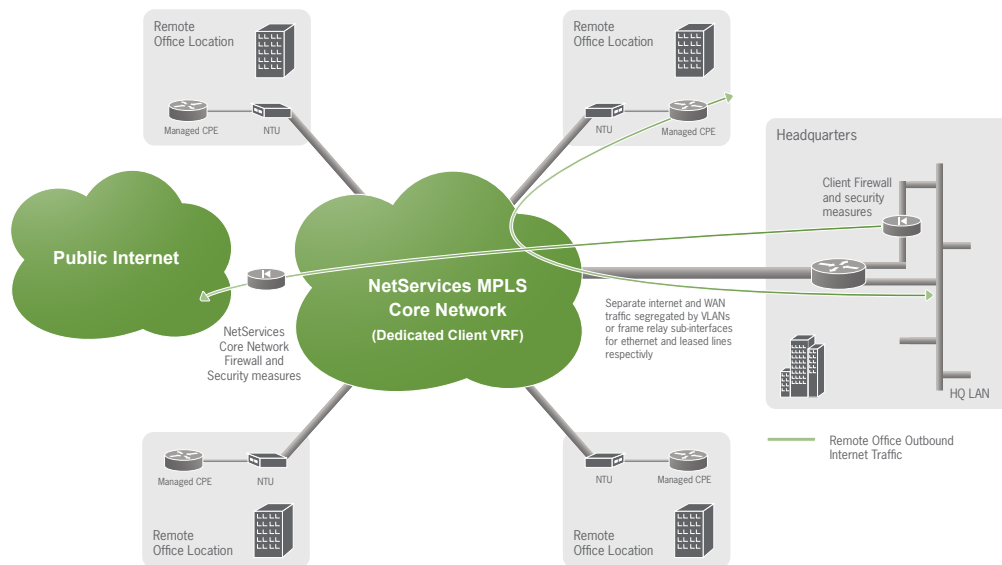 Remote
Office Location
Managed CPE
NTU
Remote
Office Location
NTU
Managed CPE
Headquarters
Client Firewall
and security
measures
Public Internet
NetServices MPLS
Core Network
(Dedicated Client VRF)
NetServices
Core Network
Firewall and
Security measures
Separate internet and WAN
traffic segregated by VLANs
or frame relay sub-interfaces
for ethernet and leased lines
respectivly
HQ LAN
Remote Office Outbound
Internet Traffic
Managed CPE
NTU
Remote
Office Location
NTU
Managed CPE
Remote
Office Location